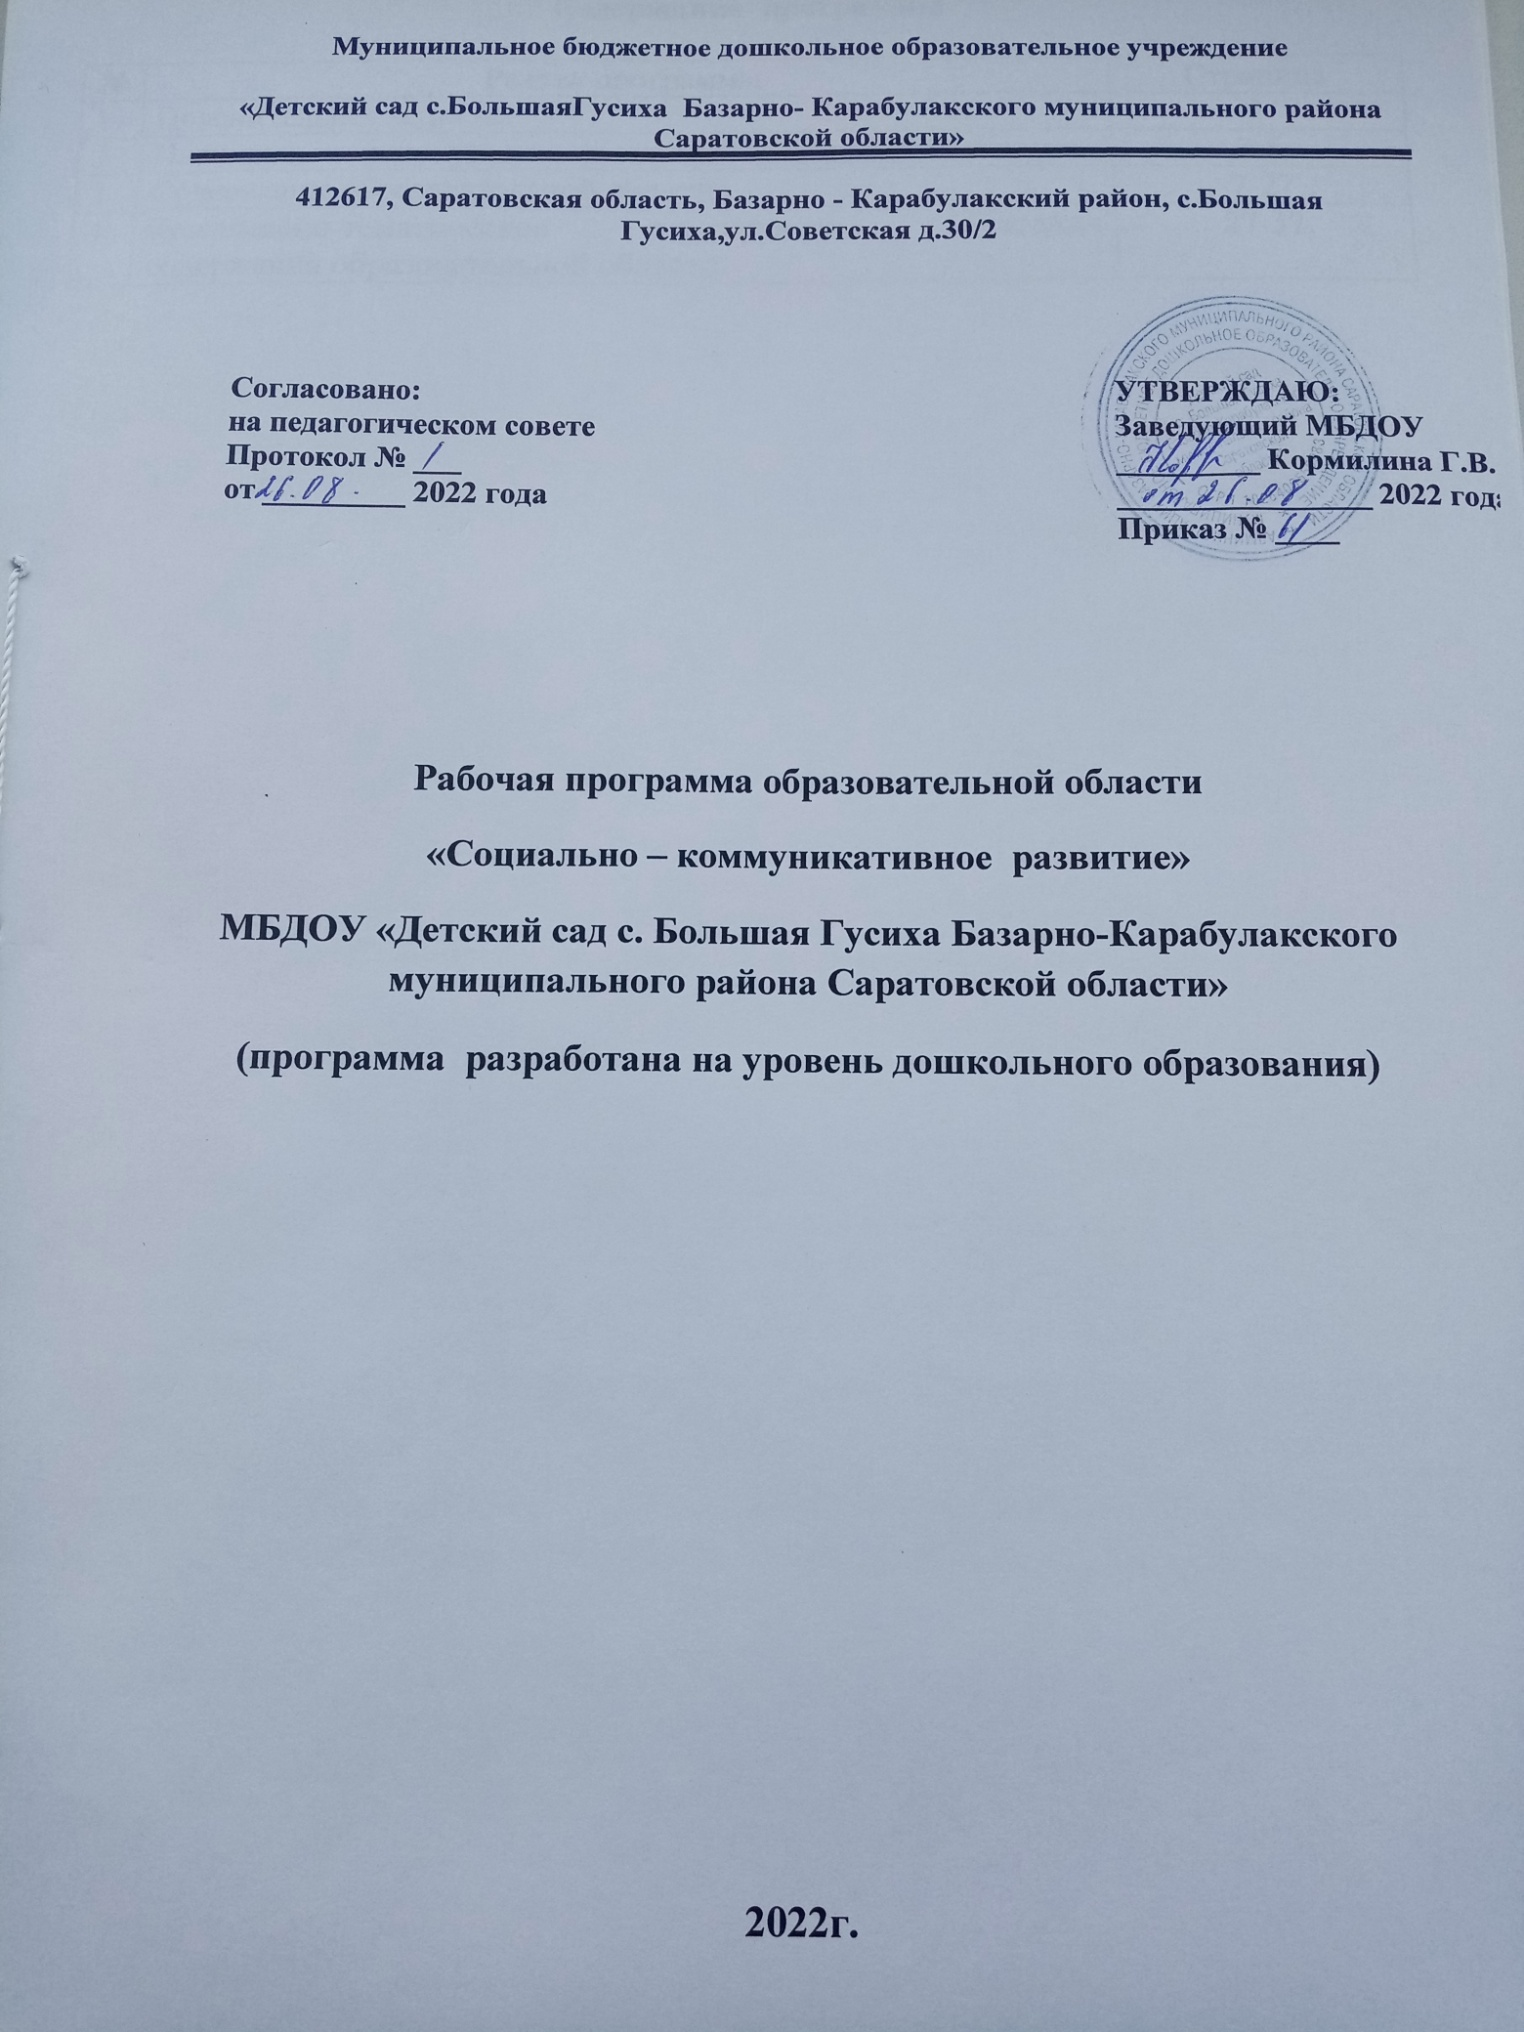 Муниципальное бюджетное дошкольное образовательное учреждение
«Детский сад с.БольшаяГусиха Базарно- Карабулакского муниципального района
Саратовской области»
412617, Саратовская область, Базарно - Карабулакский район, с.Большая
Гусиха,ул.Советская д.30/2
Согласовано:
на педагогическом совете
Протокол № 1
от 26.08. 2022 года
УТВЕРЖДАЮ:
Заведующий МБДОУ
Кормилина Г.В.
от 26.08 2022 года
Приказ № 61
Рабочая программа образовательной области
«Социально – коммуникативное развитие»
МБДОУ «Детский сад с. Большая Гусиха Базарно-Карабулакского
муниципального района Саратовской области»
(программа разработана на уровень дошкольного образования)
2022г.